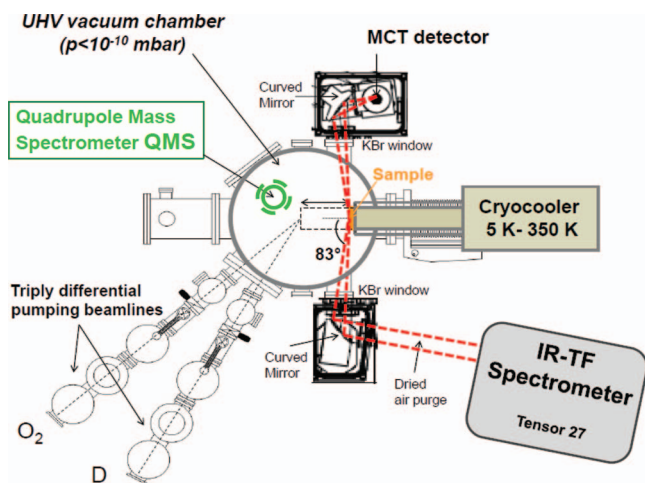 UHV vacuum chamber
(p<10-10 mbar)
MCT detector
Curved
Mirror
Quadrupole Mass
Spectrometer QMS
KBr window
Sample
Cryocooler
5 K- 350 K
83°
Triply differential
pumping beamlines
KBr window
Curved
Mirror
IR-TF
Spectrometer
Tensor 27
Dried
air purge
O2
D